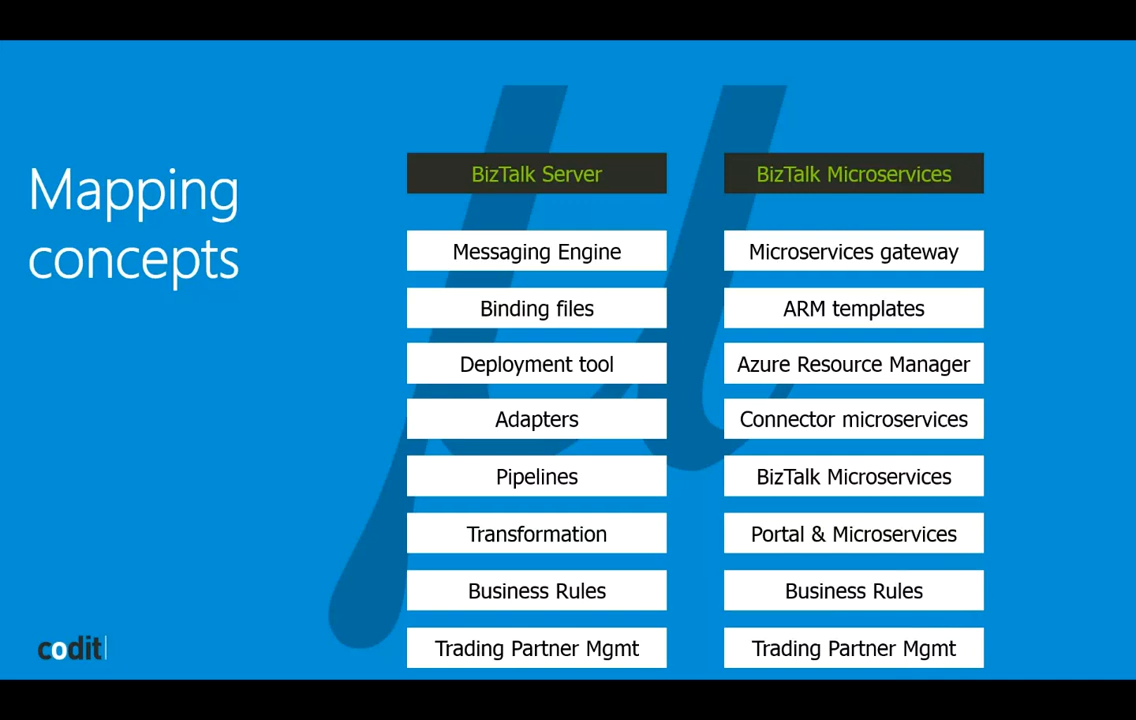 Mapping
concepts
BizTalk Server
BizTalk Microservices
Messaging Engine
Microservices gateway
Binding files
ARM templates
Deployment tool
Azure Resource Manager
Adapters
Connector microservices
Pipelines
BizTalk Microservices
Transformation
Portal & Microservices
Business Rules
Business Rules
Trading Partner Mgmt
Trading Partner Mgmt
codit
µ